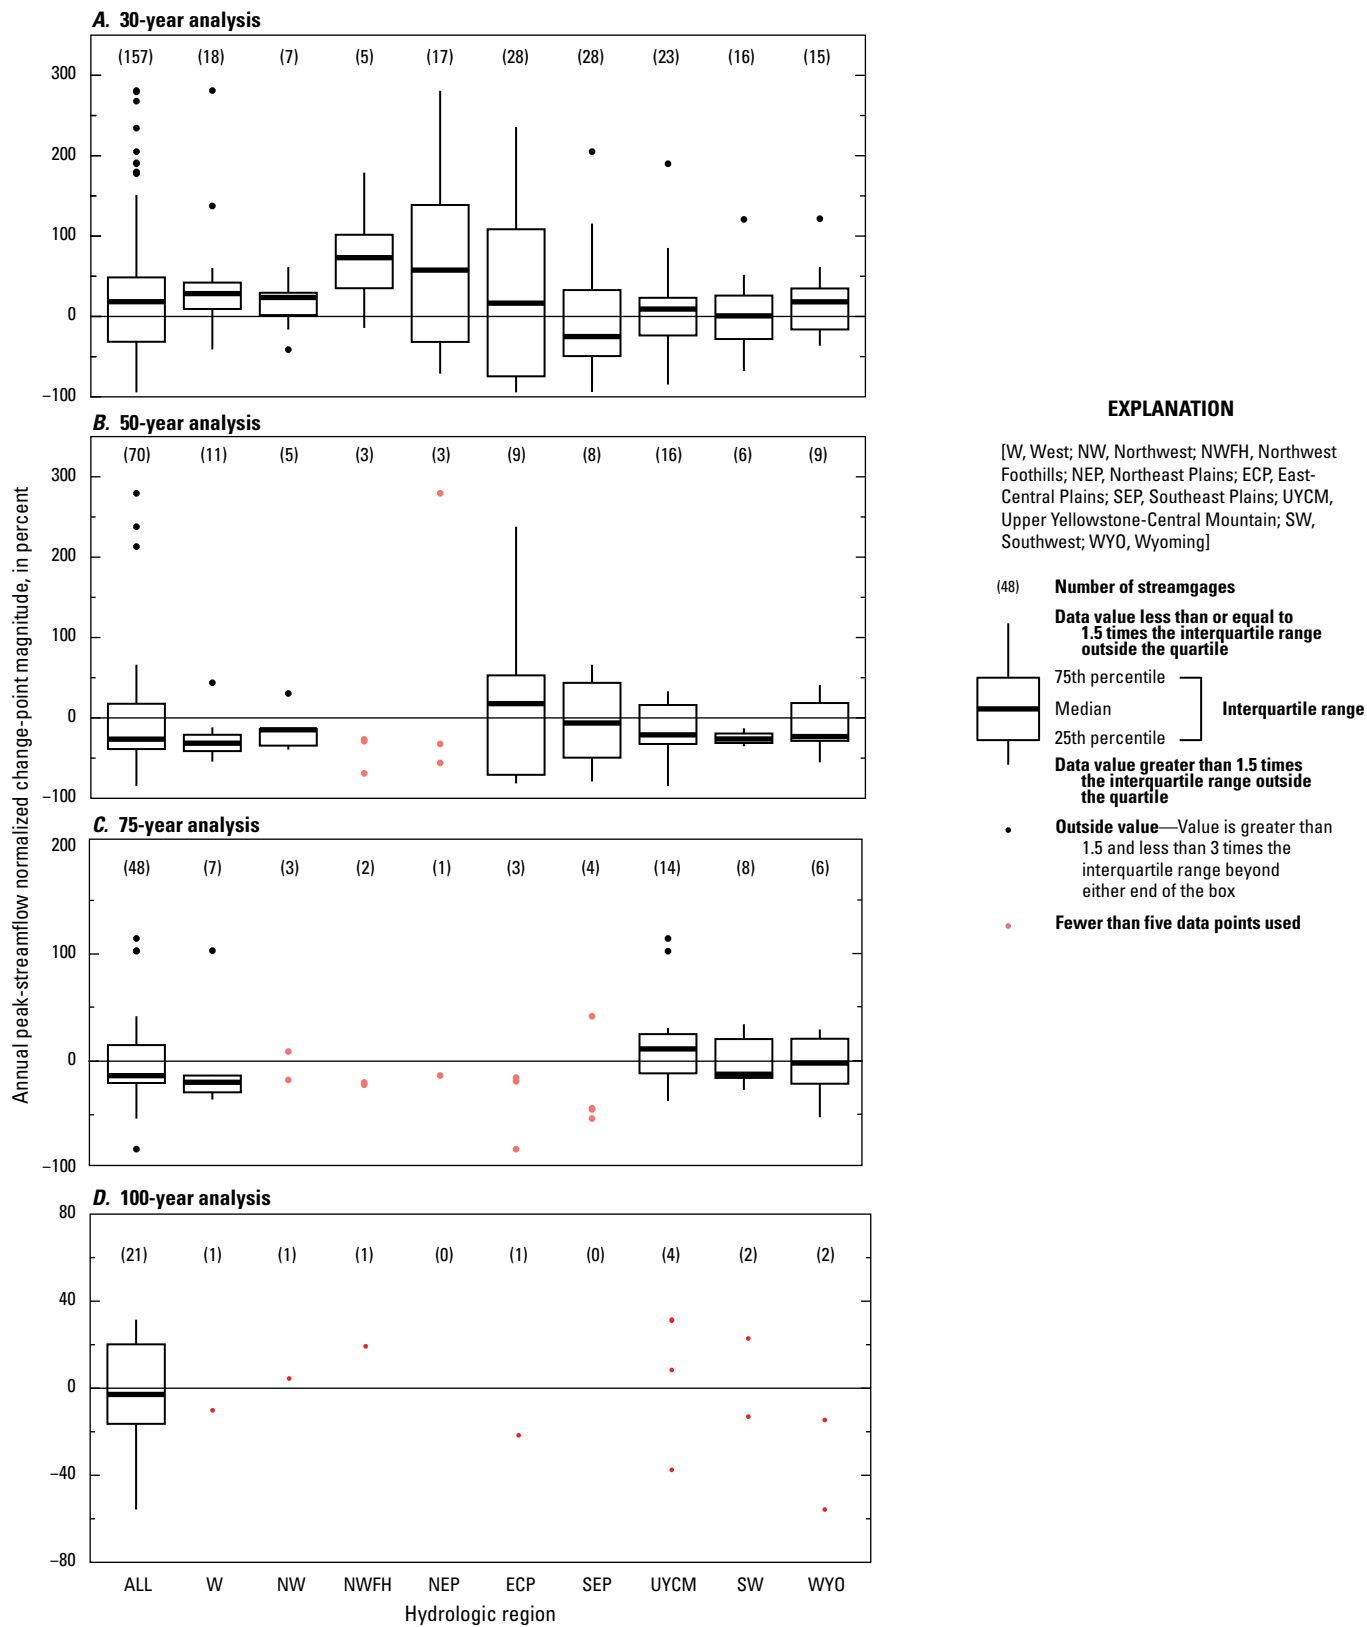 A. 30-year analysis
(157) (18) (7) (5) (17) (28) (28) (23) (16) (15)
300
200
100
0
–100
B. 50-year analysis
(70) (11) (5) (3) (3) (9) (8) (16) (6) (9)
300
200
100
0
–100
C. 75-year analysis
200
(48) (7) (3) (2) (1) (3) (4) (14) (8) (6)
100
0
–100
D. 100-year analysis
80
(21) (1) (1) (1) (0) (1) (0) (4) (2) (2)
40
0
–40
–80
ALL W NW NWFH NEP ECP SEP UYCM SW WYO
Hydrologic region
Annual peak-streamflow normalized change-point magnitude, in percent
EXPLANATION
[W, West; NW, Northwest; NWFH, Northwest
Foothills; NEP, Northeast Plains; ECP, East-
Central Plains; SEP, Southeast Plains; UYCM,
Upper Yellowstone-Central Mountain; SW,
Southwest; WYO, Wyoming]
(48) Number of streamgages
Data value less than or equal to
1.5 times the interquartile range
outside the quartile
75th percentile
Median
Interquartile range
25th percentile
Data value greater than 1.5 times
the interquartile range outside
the quartile
Outside value—Value is greater than
1.5 and less than 3 times the
interquartile range beyond
either end of the box
Fewer than five data points used